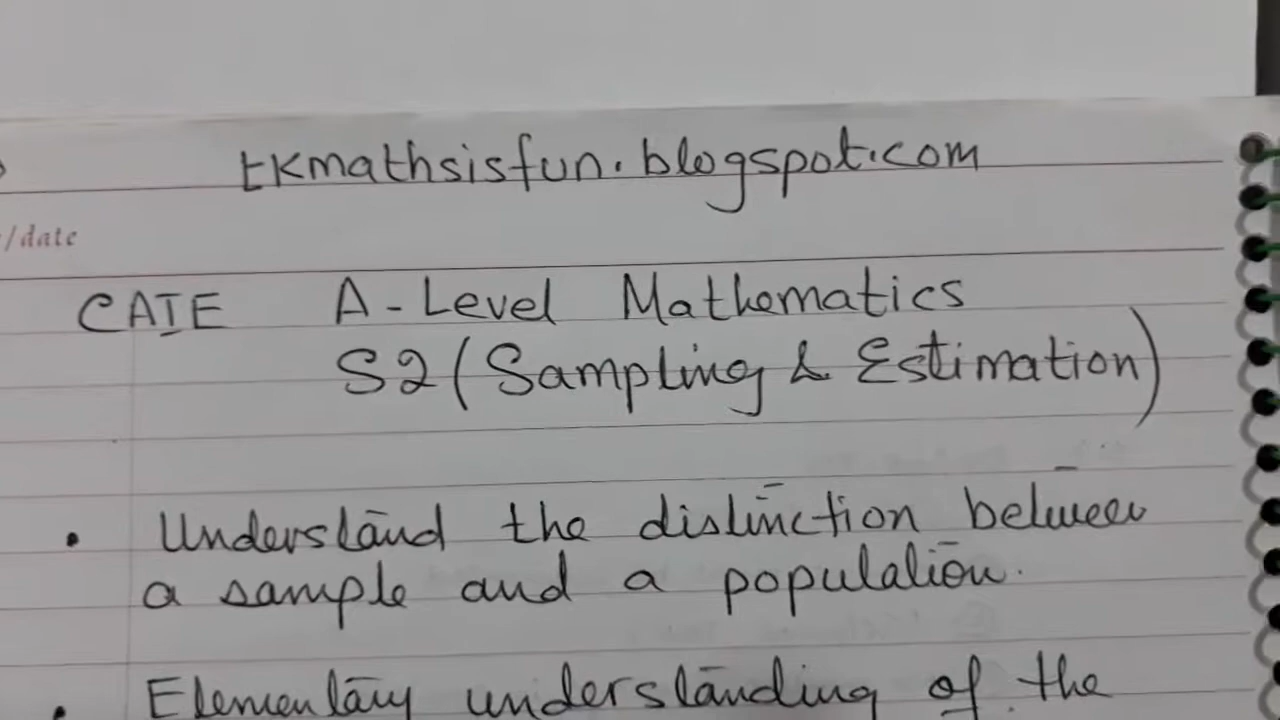 tkmathsisfun.blogspot.com
/date
CAIE A-Level Mathematics
S2 (Sampling & Estimation)
• Understand the distinction between
a sample and a population.
• Elementary understanding of the